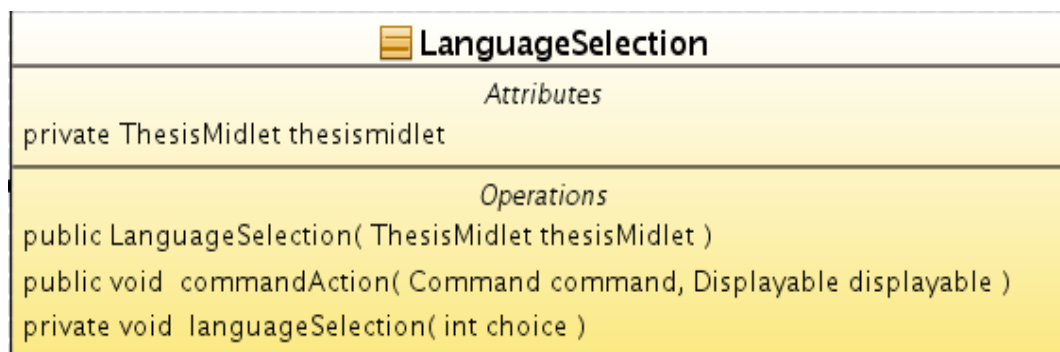 LanguageSelection
Attributes
private ThesisMidlet thesismidlet
Operations
public LanguageSelection( ThesisMidlet thesisMidlet )
public void  commandAction( Command command, Displayable displayable )
private void  languageSelection( int choice )